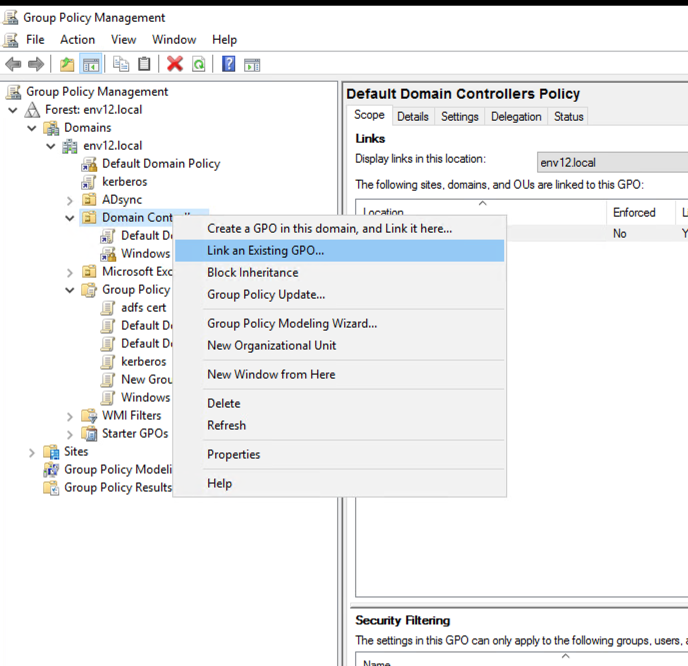 Group Policy Management
File Action View Window Help
Group Policy Management
Forest: env12.local
Domains
env12.local
Default Domain Policy
kerberos
ADsync
Domain
Default
Windows
Microsoft
Group Policy
adfs cert
Default
Default
kerberos
New
Windows
WMI Filters
Starter GPOs
Sites
Group Policy
Group Policy Results
Create a GPO in this domain, and Link it here...
Link an Existing GPO...
Block Inheritance
Group Policy Update...
Group Policy Modeling Wizard...
New Organizational Unit
New Window from Here
Delete
Refresh
Properties
Help
Default Domain Controllers Policy
Scope Details Settings Delegation Status
Links
Display links in this location: env12.local
The following sites, domains, and OUs are linked to this GPO:
Location Enforced
No
Security Filtering
The settings in this GPO can only apply to the following groups, users,
Name